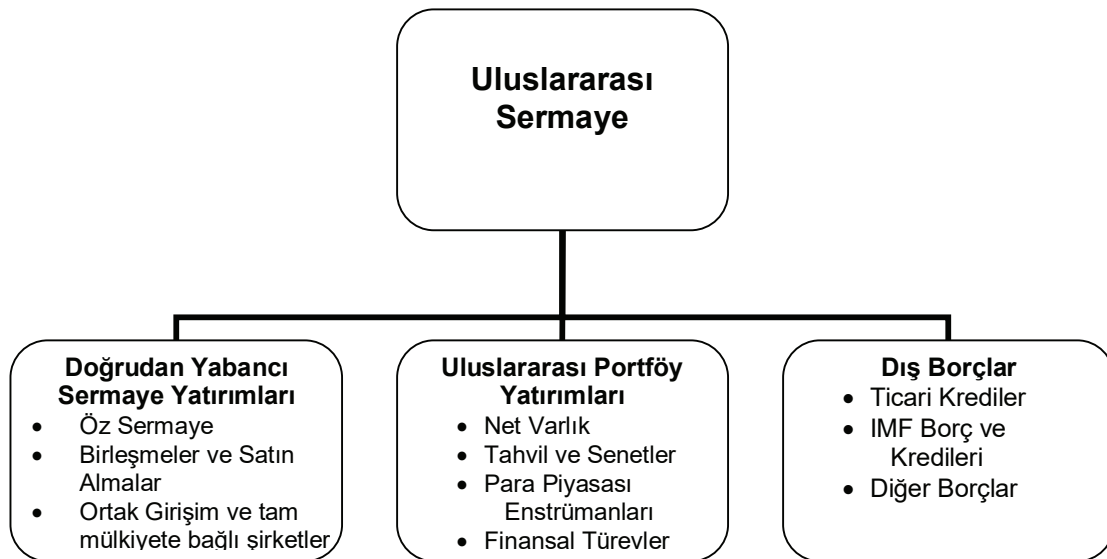 Uluslararası
Sermaye
Doğrudan Yabancı
Sermaye Yatırımları
• Öz Sermaye
• Birleşmeler ve Satın
Almalar
• Ortak Girişim ve tam
mülkiyete bağlı şirketler
Uluslararası Portföy
Yatırımları
• Net Varlık
• Tahvil ve Senetler
• Para Piyasası
Enstrümanları
• Finansal Türevler
Dış Borçlar
• Ticari Krediler
• IMF Borç ve
Kredileri
• Diğer Borçlar